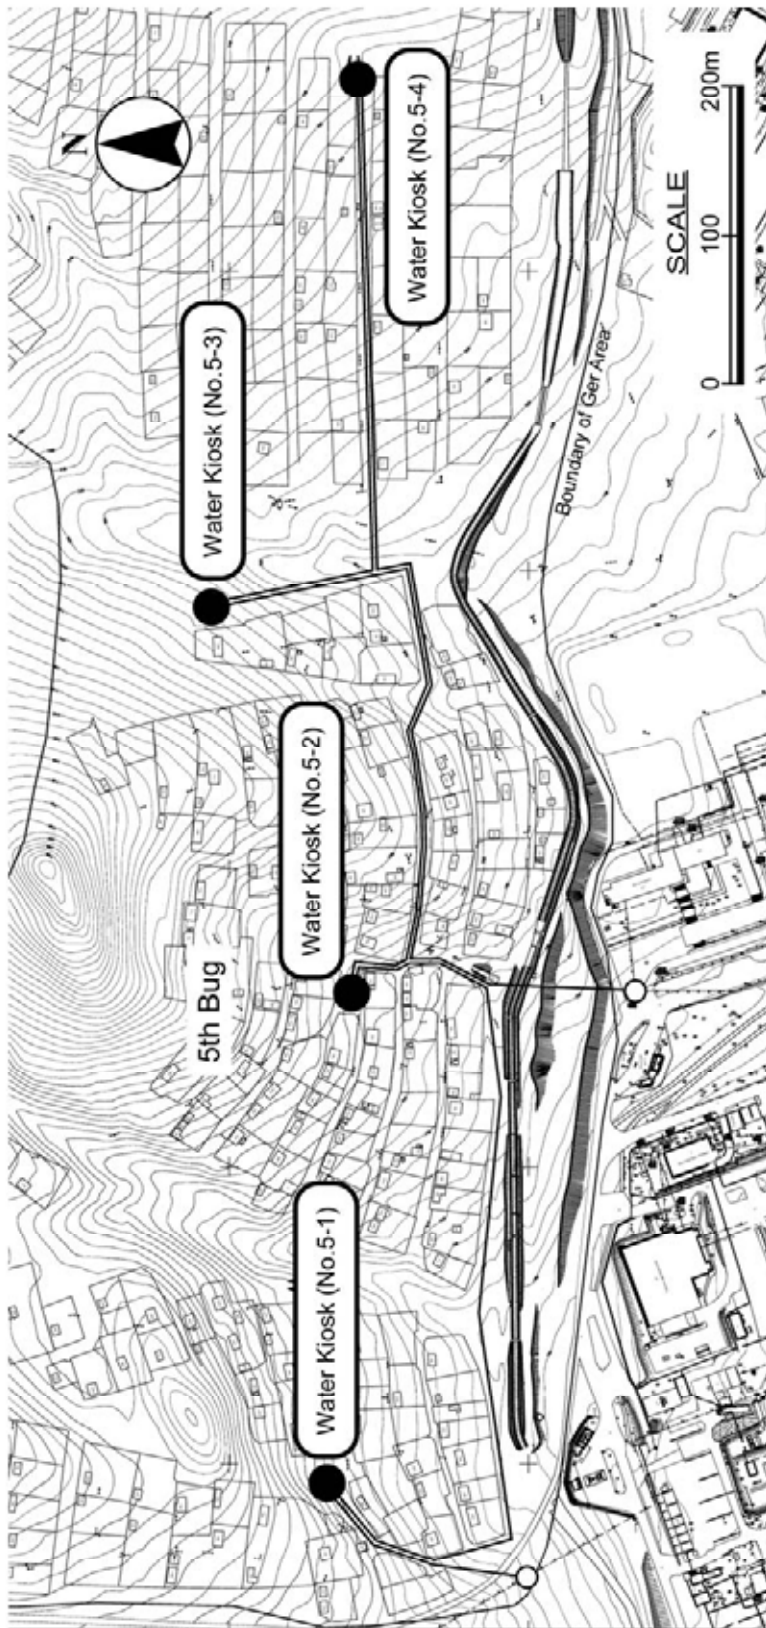 N
Water Kiosk (No.5-4)
Water Kiosk (No.5-3)
Water Kiosk (No.5-2)
Water Kiosk (No.5-1)
5th Bug
Boundary of Ger Area
SCALE
0 100 200m